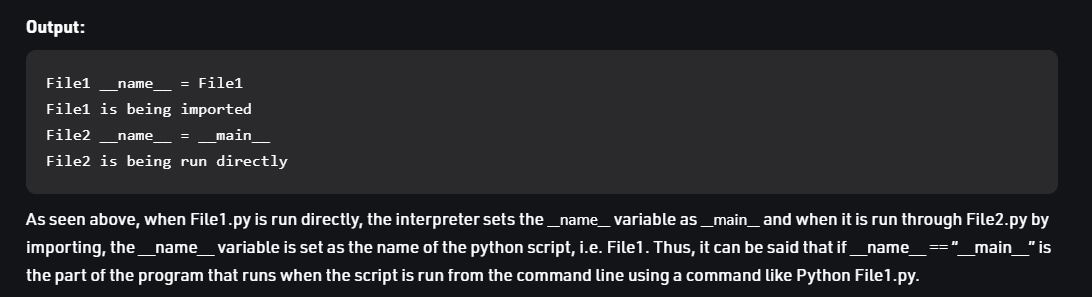 Output:
File1 __name__ = File1
File1 is being imported
File2 __name__ = __main__
File2 is being run directly
As seen above, when File1.py is run directly, the interpreter sets the __name__ variable as __main__ and when it is run through File2.py by
importing, the __name__ variable is set as the name of the python script, i.e. File1. Thus, it can be said that if __name__ == “__main__” is
the part of the program that runs when the script is run from the command line using a command like Python File1.py.